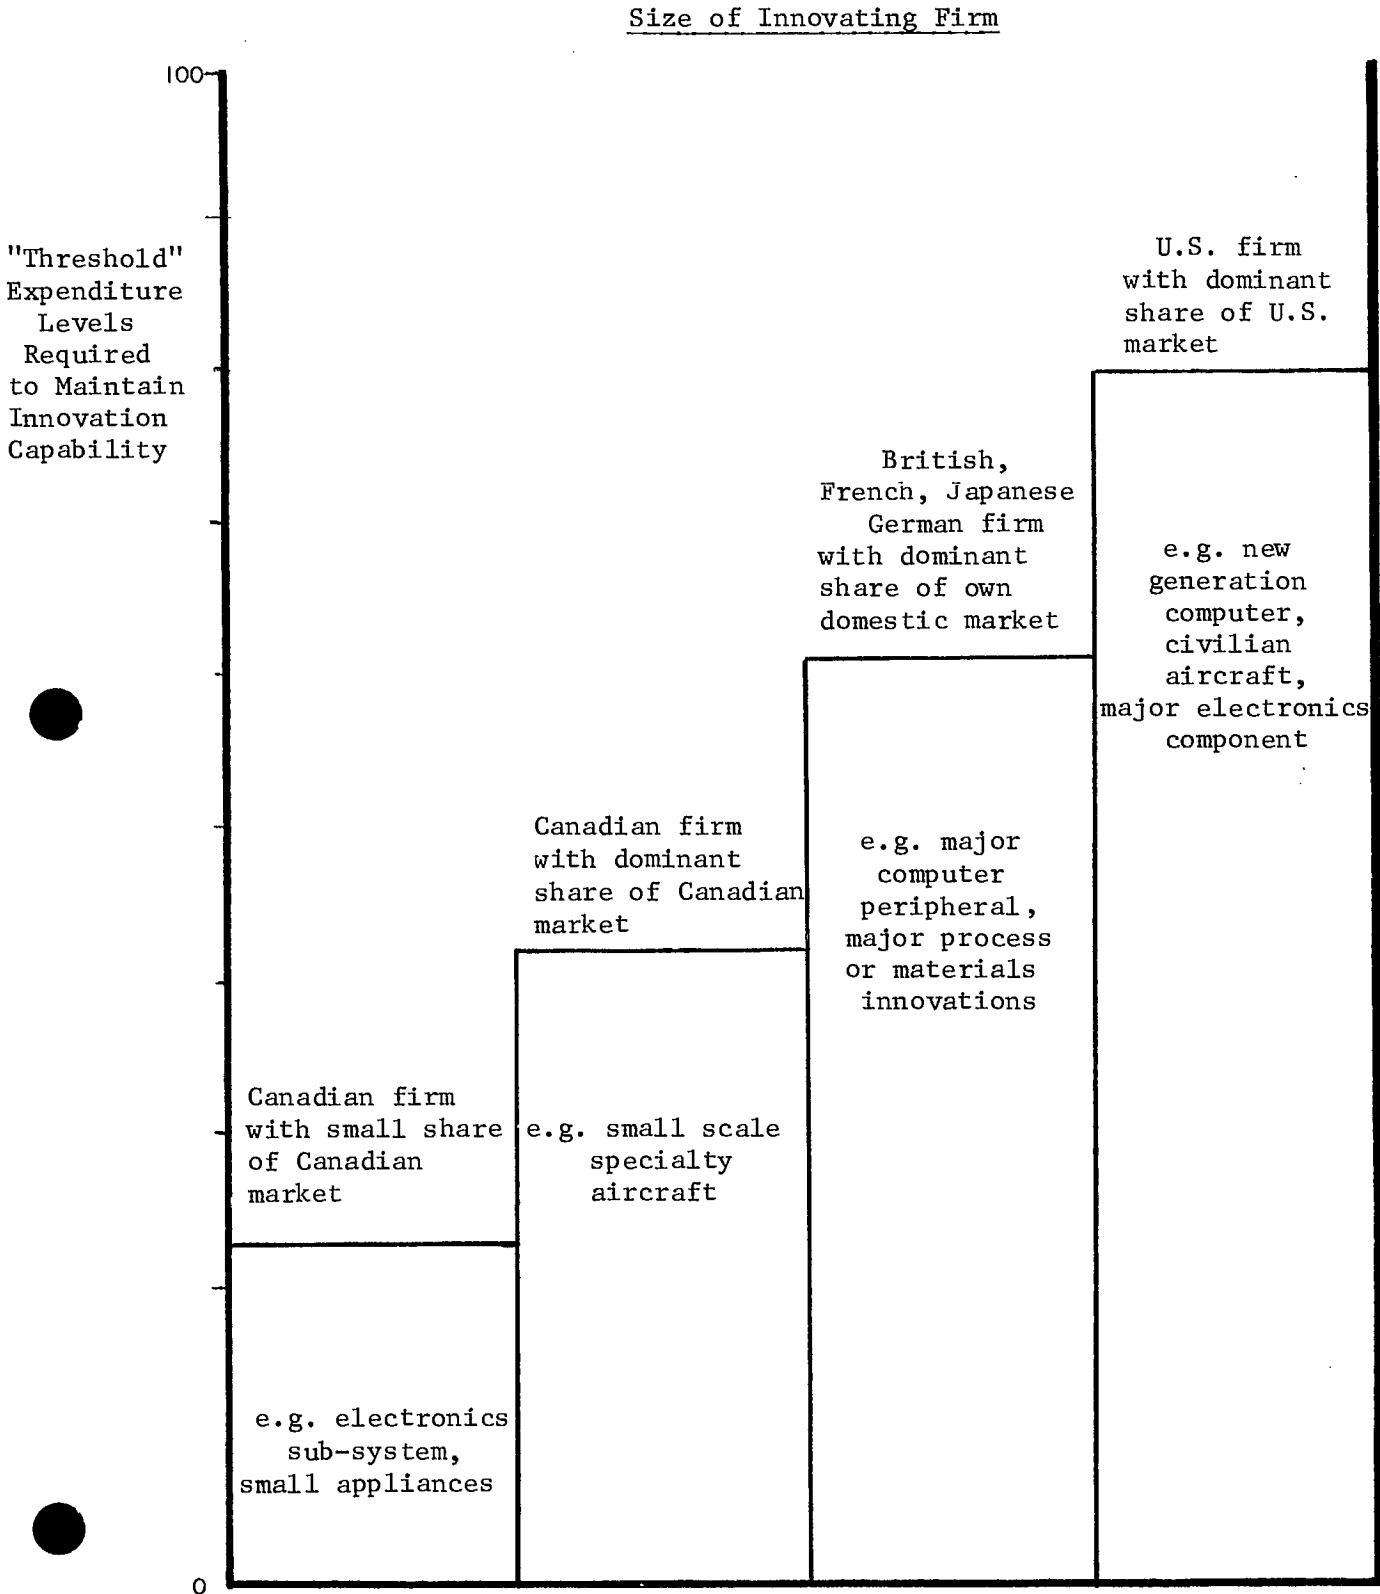 Size of Innovating Firm
100
"Threshold"
Expenditure
Levels
Required
to Maintain
Innovation
Capability
U.S. firm
with dominant
share of U.S.
market
British,
French, Japanese
German firm
with dominant
share of own
domestic market
e.g. new
generation
computer,
civilian
aircraft,
major electronics
component
Canadian firm
with dominant
share of Canadian
market
e.g. major
computer
peripheral,
major process
or materials
innovations
Canadian firm
with small share
of Canadian
market
e.g. small scale
specialty
aircraft
e.g. electronics
sub-system,
small appliances
0